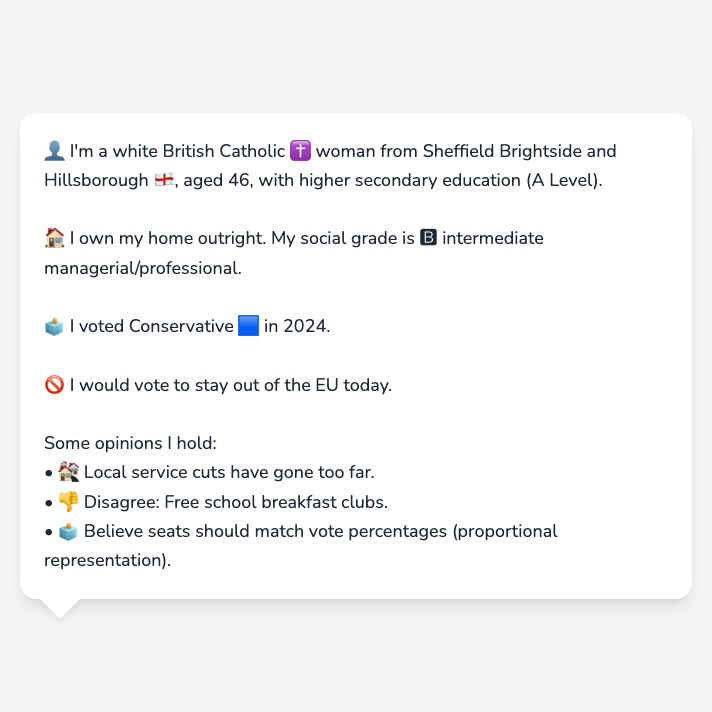 👤 I'm a white British Catholic ✝️ woman from Sheffield Brightside and
Hillsborough 🏴󠁧󠁢󠁥󠁮󠁧󠁿, aged 46, with higher secondary education (A Level).
🏠 I own my home outright. My social grade is 🅱 intermediate
managerial/professional.
🗳️ I voted Conservative 🟦 in 2024.
🚫 I would vote to stay out of the EU today.
Some opinions I hold:
• 🏚️ Local service cuts have gone too far.
• 👎 Disagree: Free school breakfast clubs.
• 🗳️ Believe seats should match vote percentages (proportional
representation).